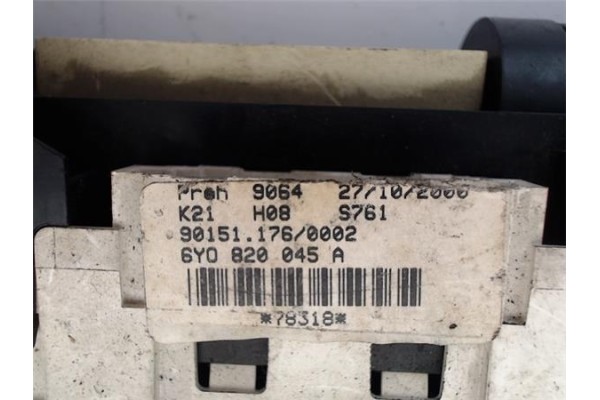 Preh 9064 27/10/2000
K21 H08 S761
90151.176/0002
6Y0 820 045 A
*78318*